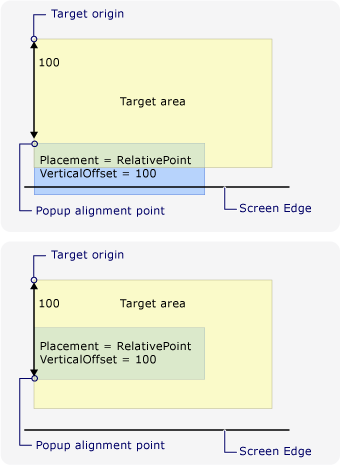 Target origin
100
Target area
Placement = RelativePoint
VerticalOffset = 100
Popup alignment point
Screen Edge
Target origin
100
Target area
Placement = RelativePoint
VerticalOffset = 100
Popup alignment point
Screen Edge